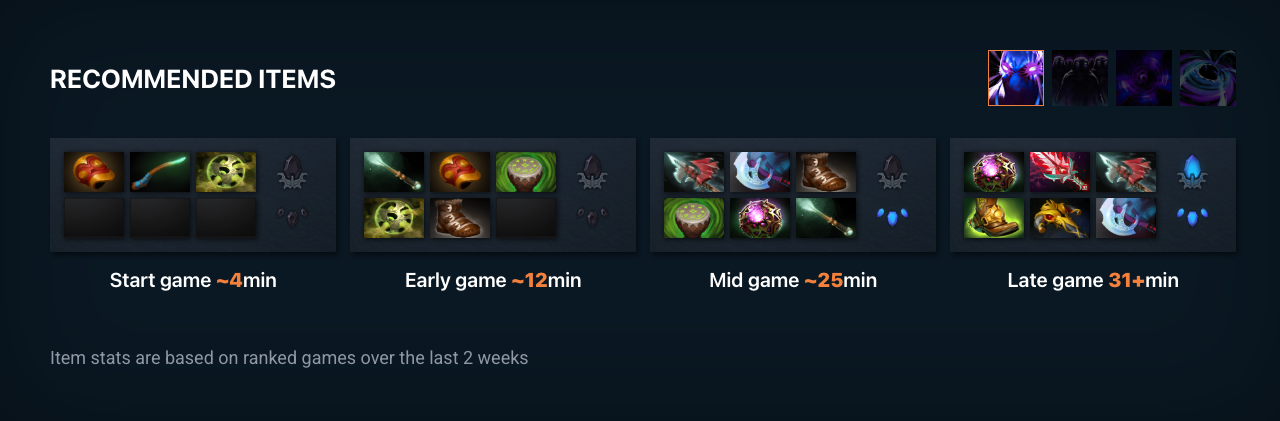 RECOMMENDED ITEMS
Start game ~4min
Early game ~12min
Mid game ~25min
Late game 31+min
Item stats are based on ranked games over the last 2 weeks